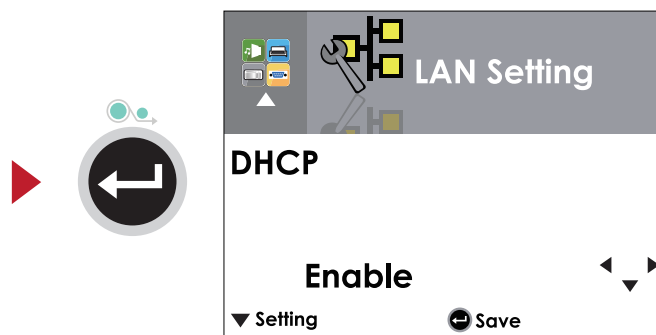 LAN Setting
DHCP
Enable
Setting
Save